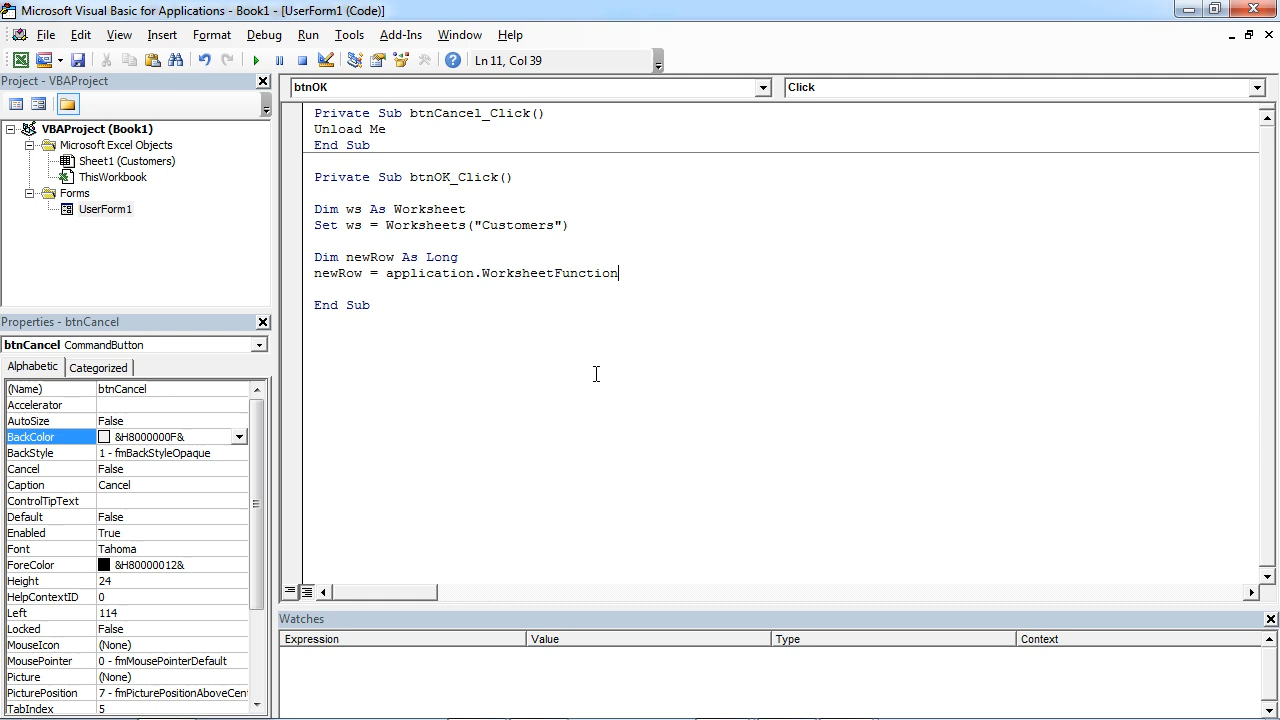 Microsoft Visual Basic for Applications - Book1 - [UserForm1 (Code)]
File Edit View Insert Format Debug Run Tools Add-Ins Window Help
Ln 11, Col 39
Project - VBAProject
VBAProject (Book1)
Microsoft Excel Objects
Sheet1 (Customers)
ThisWorkbook
Forms
UserForm1
Properties - btnCancel
btnCancel CommandButton
Alphabetic Categorized
(Name) btnCancel
Accelerator
AutoSize False
BackColor &H8000000F&
BackStyle 1 - fmBackStyleOpaque
Cancel False
Caption Cancel
ControlTipText
Default False
Enabled True
Font Tahoma
ForeColor &H80000012&
Height 24
HelpContextID 0
Left 114
Locked False
MouseIcon (None)
MousePointer 0 - fmMousePointerDefault
Picture (None)
PicturePosition 7 - fmPicturePositionAboveCen
TabIndex 5
btnOK Click
Private Sub btnCancel_Click()
Unload Me
End Sub
Private Sub btnOK_Click()
Dim ws As Worksheet
Set ws = Worksheets("Customers")
Dim newRow As Long
newRow = application.WorksheetFunction
End Sub
Watches
Expression Value Type Context